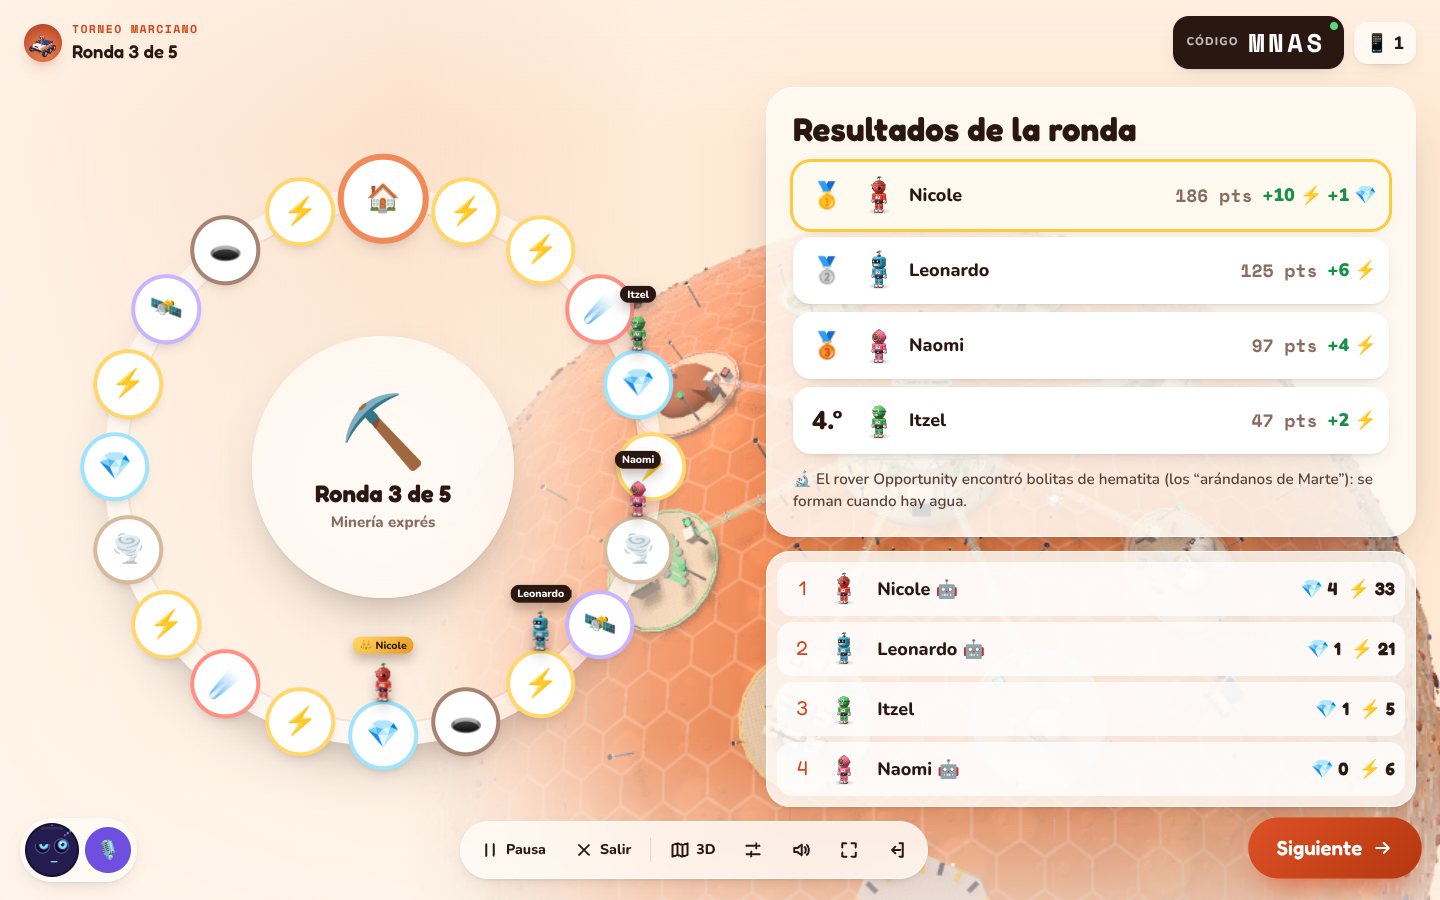 TORNEO MARCIANO
Ronda 3 de 5
CÓDIGO MNAS
1
Resultados de la ronda
Nicole 186 pts +10 +1
Leonardo 125 pts +6
Naomi 97 pts +4
4.º Itzel 47 pts +2
El rover Opportunity encontró bolitas de hematita (los “arándanos de Marte”): se
forman cuando hay agua.
Itzel
Naomi
Leonardo
Nicole
Ronda 3 de 5
Minería exprés
1 Nicole 4 33
2 Leonardo 1 21
3 Itzel 1 5
4 Naomi 0 6
Pausa
Salir
3D
Siguiente